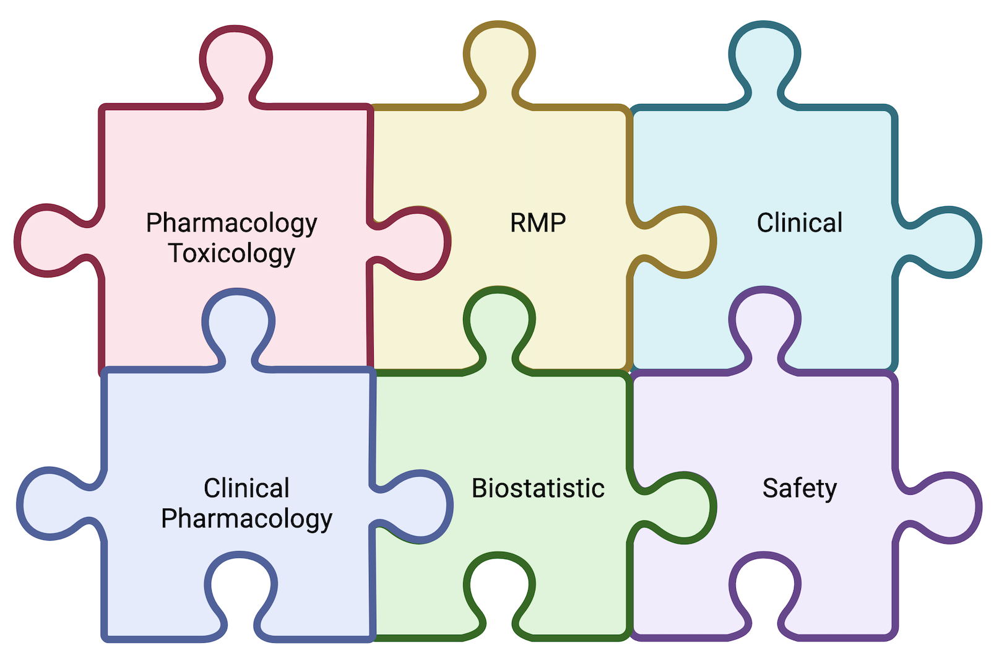 Pharmacology
Toxicology
RMP
Clinical
Clinical
Pharmacology
Biostatistic
Safety